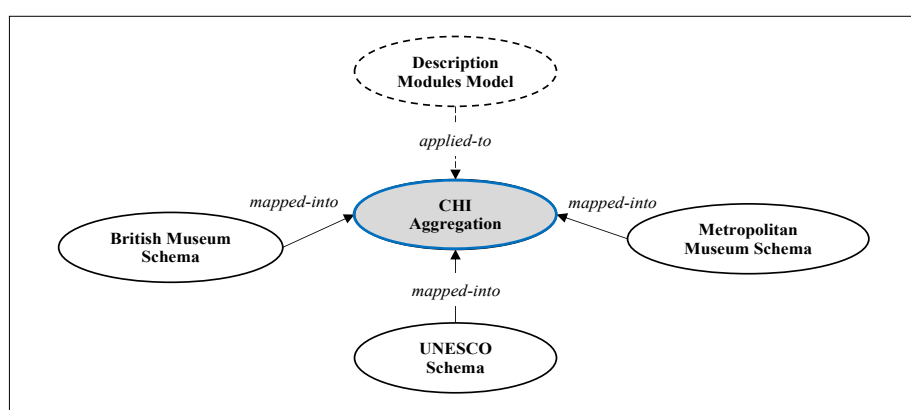 Description
Modules Model
applied-to
mapped-into
mapped-into
CHI
Aggregation
British Museum
Schema
Metropolitan
Museum Schema
mapped-into
UNESCO
Schema